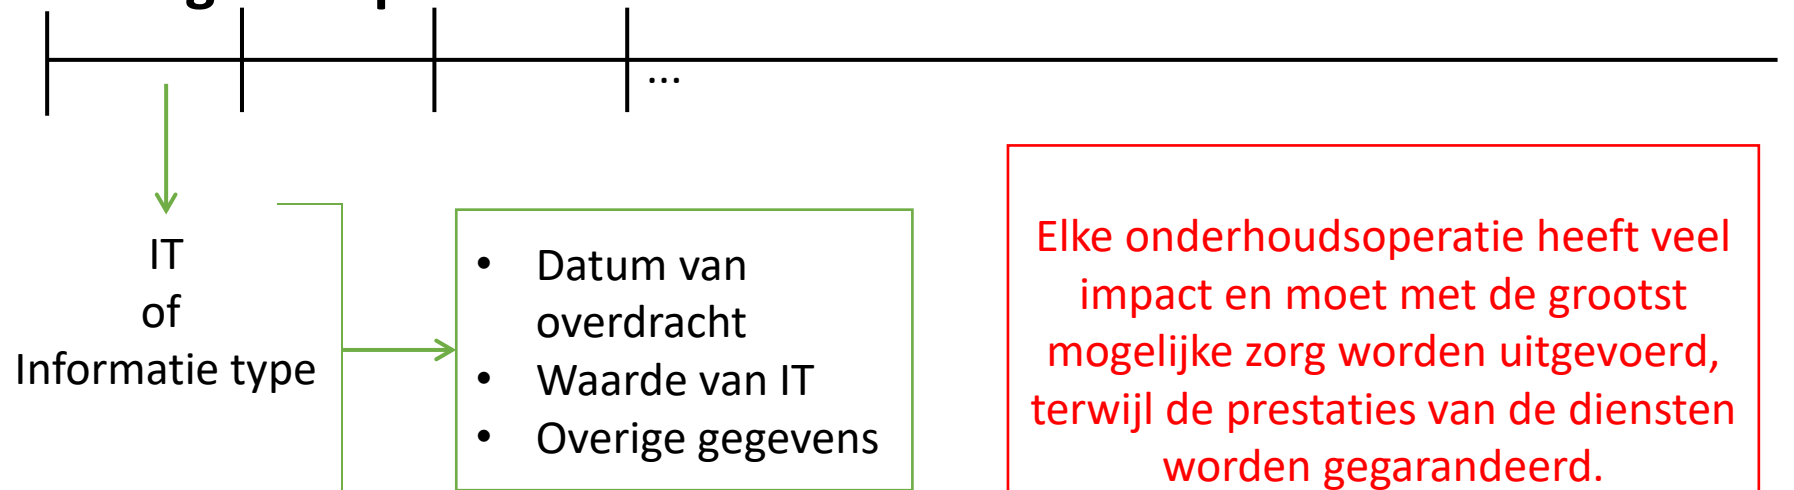 ...
IT
of
Informatie type
• Datum van
overdracht
• Waarde van IT
• Overige gegevens
Elke onderhoudsoperatie heeft veel
impact en moet met de grootst
mogelijke zorg worden uitgevoerd,
terwijl de prestaties van de diensten
worden gegarandeerd.